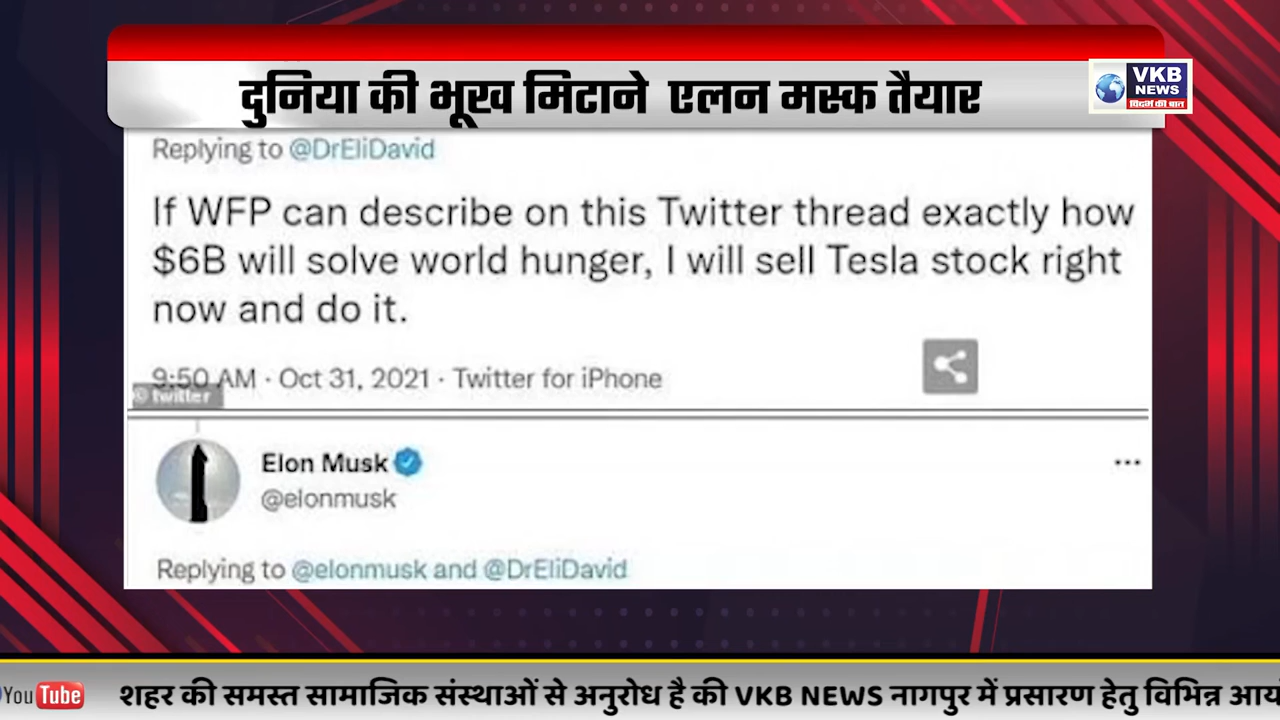 दुनिया की भूख मिटाने एलन मस्क तैयार
VKB
NEWS
विदर्भ की बात
Replying to @DrEliDavid
If WFP can describe on this Twitter thread exactly how
$6B will solve world hunger, I will sell Tesla stock right
now and do it.
9:50 AM · Oct 31, 2021 · Twitter for iPhone
© twitter
Elon Musk
@elonmusk
Replying to @elonmusk and @DrEliDavid
YouTube
शहर की समस्त सामाजिक संस्थाओं से अनुरोध है की VKB NEWS नागपुर में प्रसारण हेतु विभिन्न